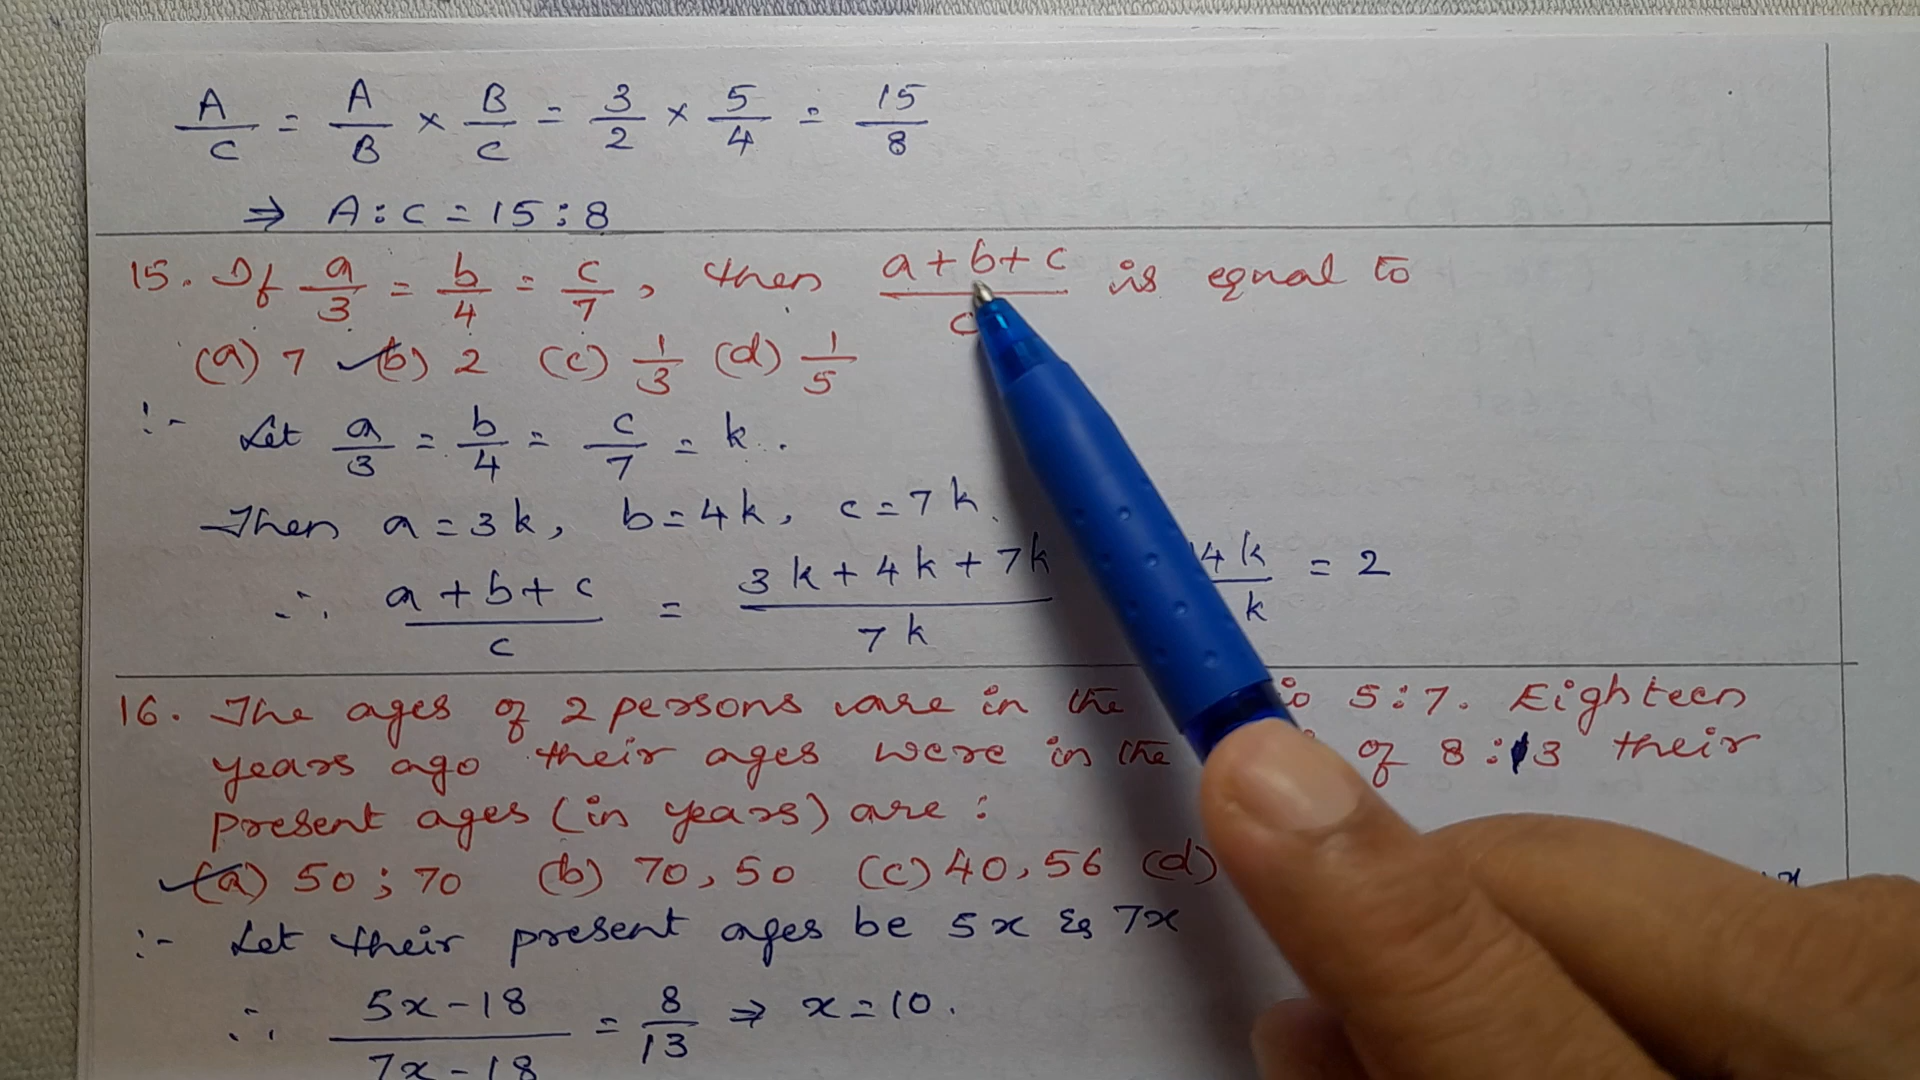 A/C = A/B × B/C = 3/2 × 5/4 = 15/8
⇒ A:C = 15:8
15. If a/3 = b/4 = c/7, then (a+b+c)/c is equal to
(a) 7 ✓(b) 2 (c) 1/3 (d) 1/5
:- Let a/3 = b/4 = c/7 = k.
Then a=3k, b=4k, c=7k.
∴ (a+b+c)/c = (3k+4k+7k)/7k 4k/k = 2
16. The ages of 2 persons are in the 5:7. Eighteen
years ago their ages were in the of 8:13 their
present ages (in years) are:
✓(a) 50; 70 (b) 70, 50 (c) 40, 56 (d)
:- Let their present ages be 5x & 7x
∴ (5x-18)/(7x-18) = 8/13 ⇒ x=10.